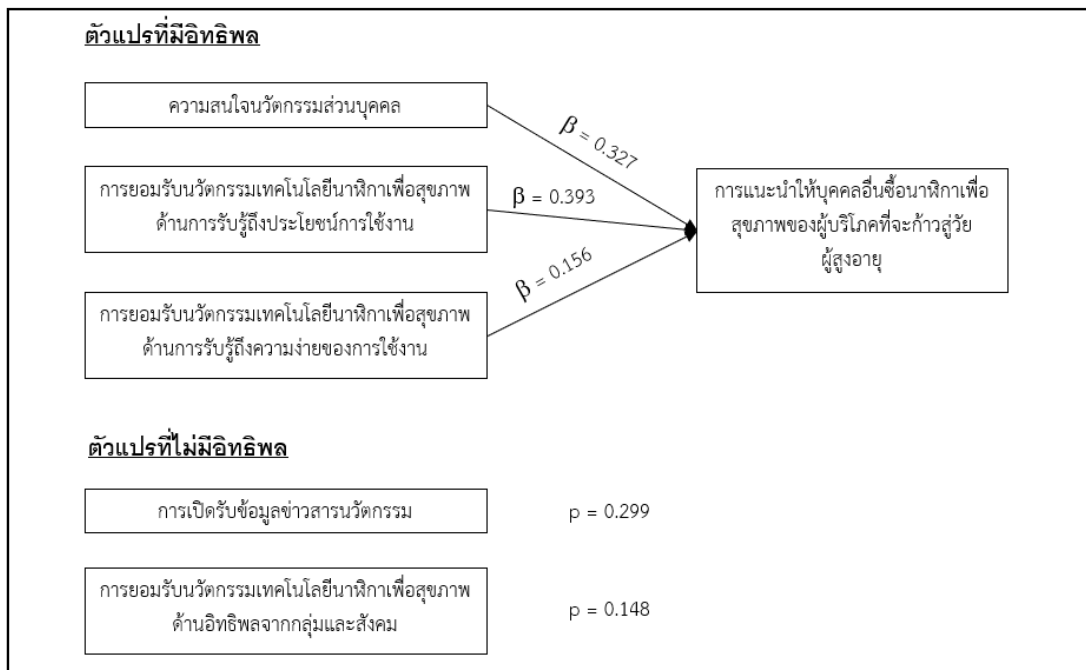 ตัวแปรที่มีอิทธิพล
ความสนใจนวัตกรรมส่วนบุคคล
β = 0.327
การยอมรับนวัตกรรมเทคโนโลยีนาฬิกาเพื่อสุขภาพ
ด้านการรับรู้ถึงประโยชน์การใช้งาน
β = 0.393
การแนะนำให้บุคคลอื่นซื้อนาฬิกาเพื่อ
สุขภาพของผู้บริโภคที่จะก้าวสู่วัย
ผู้สูงอายุ
β = 0.156
การยอมรับนวัตกรรมเทคโนโลยีนาฬิกาเพื่อสุขภาพ
ด้านการรับรู้ถึงความง่ายของการใช้งาน
ตัวแปรที่ไม่มีอิทธิพล
การเปิดรับข้อมูลข่าวสารนวัตกรรม
p = 0.299
การยอมรับนวัตกรรมเทคโนโลยีนาฬิกาเพื่อสุขภาพ
ด้านอิทธิพลจากกลุ่มและสังคม
p = 0.148